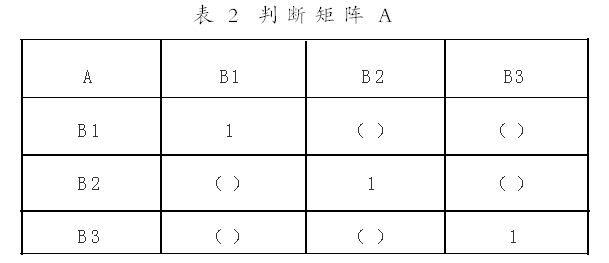 表 2 判断矩阵 A
A B1 B2 B3
B1 1 ( ) ( )
B2 ( ) 1 ( )
B3 ( ) ( ) 1